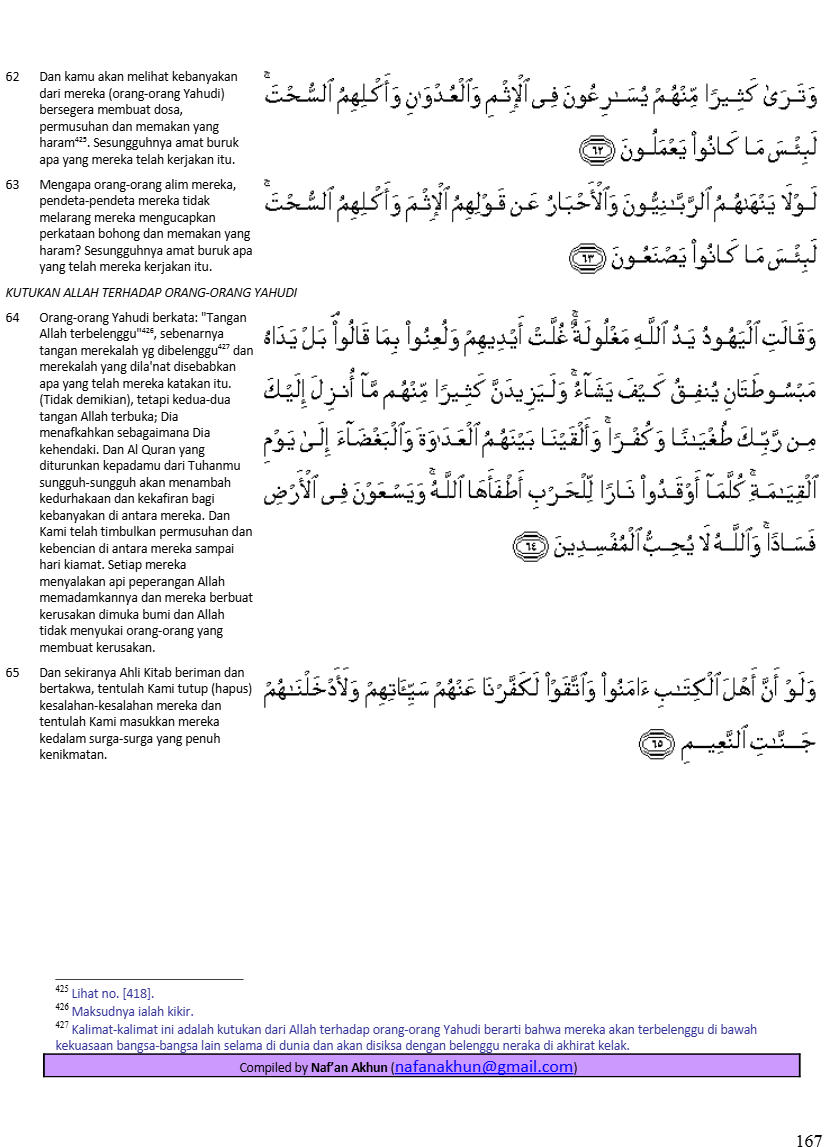 62 Dan kamu akan melihat kebanyakan
dari mereka (orang-orang Yahudi)
bersegera membuat dosa,
permusuhan dan memakan yang
haram⁴²⁵. Sesungguhnya amat buruk
apa yang mereka telah kerjakan itu.
وَتَرَىٰ كَثِيرًا مِّنْهُمْ يُسَٰرِعُونَ فِى ٱلْإِثْمِ وَٱلْعُدْوَٰنِ وَأَكْلِهِمُ ٱلسُّحْتَ ۚ
لَبِئْسَ مَا كَانُوا۟ يَعْمَلُونَ ٦٢
63 Mengapa orang-orang alim mereka,
pendeta-pendeta mereka tidak
melarang mereka mengucapkan
perkataan bohong dan memakan yang
haram? Sesungguhnya amat buruk apa
yang telah mereka kerjakan itu.
لَوْلَا يَنْهَىٰهُمُ ٱلرَّبَّٰنِيُّونَ وَٱلْأَحْبَارُ عَن قَوْلِهِمُ ٱلْإِثْمَ وَأَكْلِهِمُ ٱلسُّحْتَ ۚ
لَبِئْسَ مَا كَانُوا۟ يَصْنَعُونَ ٦٣
KUTUKAN ALLAH TERHADAP ORANG-ORANG YAHUDI
64 Orang-orang Yahudi berkata: "Tangan
Allah terbelenggu"⁴²⁶, sebenarnya
tangan merekalah yg dibelenggu⁴²⁷ dan
merekalah yang dila'nat disebabkan
apa yang telah mereka katakan itu.
(Tidak demikian), tetapi kedua-dua
tangan Allah terbuka; Dia
menafkahkan sebagaimana Dia
kehendaki. Dan Al Quran yang
diturunkan kepadamu dari Tuhanmu
sungguh-sungguh akan menambah
kedurhakaan dan kekafiran bagi
kebanyakan di antara mereka. Dan
Kami telah timbulkan permusuhan dan
kebencian di antara mereka sampai
hari kiamat. Setiap mereka
menyalakan api peperangan Allah
memadamkannya dan mereka berbuat
kerusakan dimuka bumi dan Allah
tidak menyukai orang-orang yang
membuat kerusakan.
وَقَالَتِ ٱلْيَهُودُ يَدُ ٱللَّهِ مَغْلُولَةٌ ۚ غُلَّتْ أَيْدِيهِمْ وَلُعِنُوا۟ بِمَا قَالُوا۟ ۘ بَلْ يَدَاهُ
مَبْسُوطَتَانِ يُنفِقُ كَيْفَ يَشَآءُ ۚ وَلَيَزِيدَنَّ كَثِيرًا مِّنْهُم مَّآ أُنزِلَ إِلَيْكَ
مِن رَّبِّكَ طُغْيَٰنًا وَكُفْرًا ۚ وَأَلْقَيْنَا بَيْنَهُمُ ٱلْعَدَٰوَةَ وَٱلْبَغْضَآءَ إِلَىٰ يَوْمِ
ٱلْقِيَٰمَةِ ۚ كُلَّمَآ أَوْقَدُوا۟ نَارًا لِّلْحَرْبِ أَطْفَأَهَا ٱللَّهُ ۚ وَيَسْعَوْنَ فِى ٱلْأَرْضِ
فَسَادًا ۚ وَٱللَّهُ لَا يُحِبُّ ٱلْمُفْسِدِينَ ٦٤
65 Dan sekiranya Ahli Kitab beriman dan
bertakwa, tentulah Kami tutup (hapus)
kesalahan-kesalahan mereka dan
tentulah Kami masukkan mereka
kedalam surga-surga yang penuh
kenikmatan.
وَلَوْ أَنَّ أَهْلَ ٱلْكِتَٰبِ ءَامَنُوا۟ وَٱتَّقَوْا۟ لَكَفَّرْنَا عَنْهُمْ سَيِّـَٔاتِهِمْ وَلَأَدْخَلْنَٰهُمْ
جَنَّٰتِ ٱلنَّعِيمِ ٦٥
⁴²⁵ Lihat no. [418].
⁴²⁶ Maksudnya ialah kikir.
⁴²⁷ Kalimat-kalimat ini adalah kutukan dari Allah terhadap orang-orang Yahudi berarti bahwa mereka akan terbelenggu di bawah
kekuasaan bangsa-bangsa lain selama di dunia dan akan disiksa dengan belenggu neraka di akhirat kelak.
Compiled by Naf'an Akhun (nafanakhun@gmail.com)
167